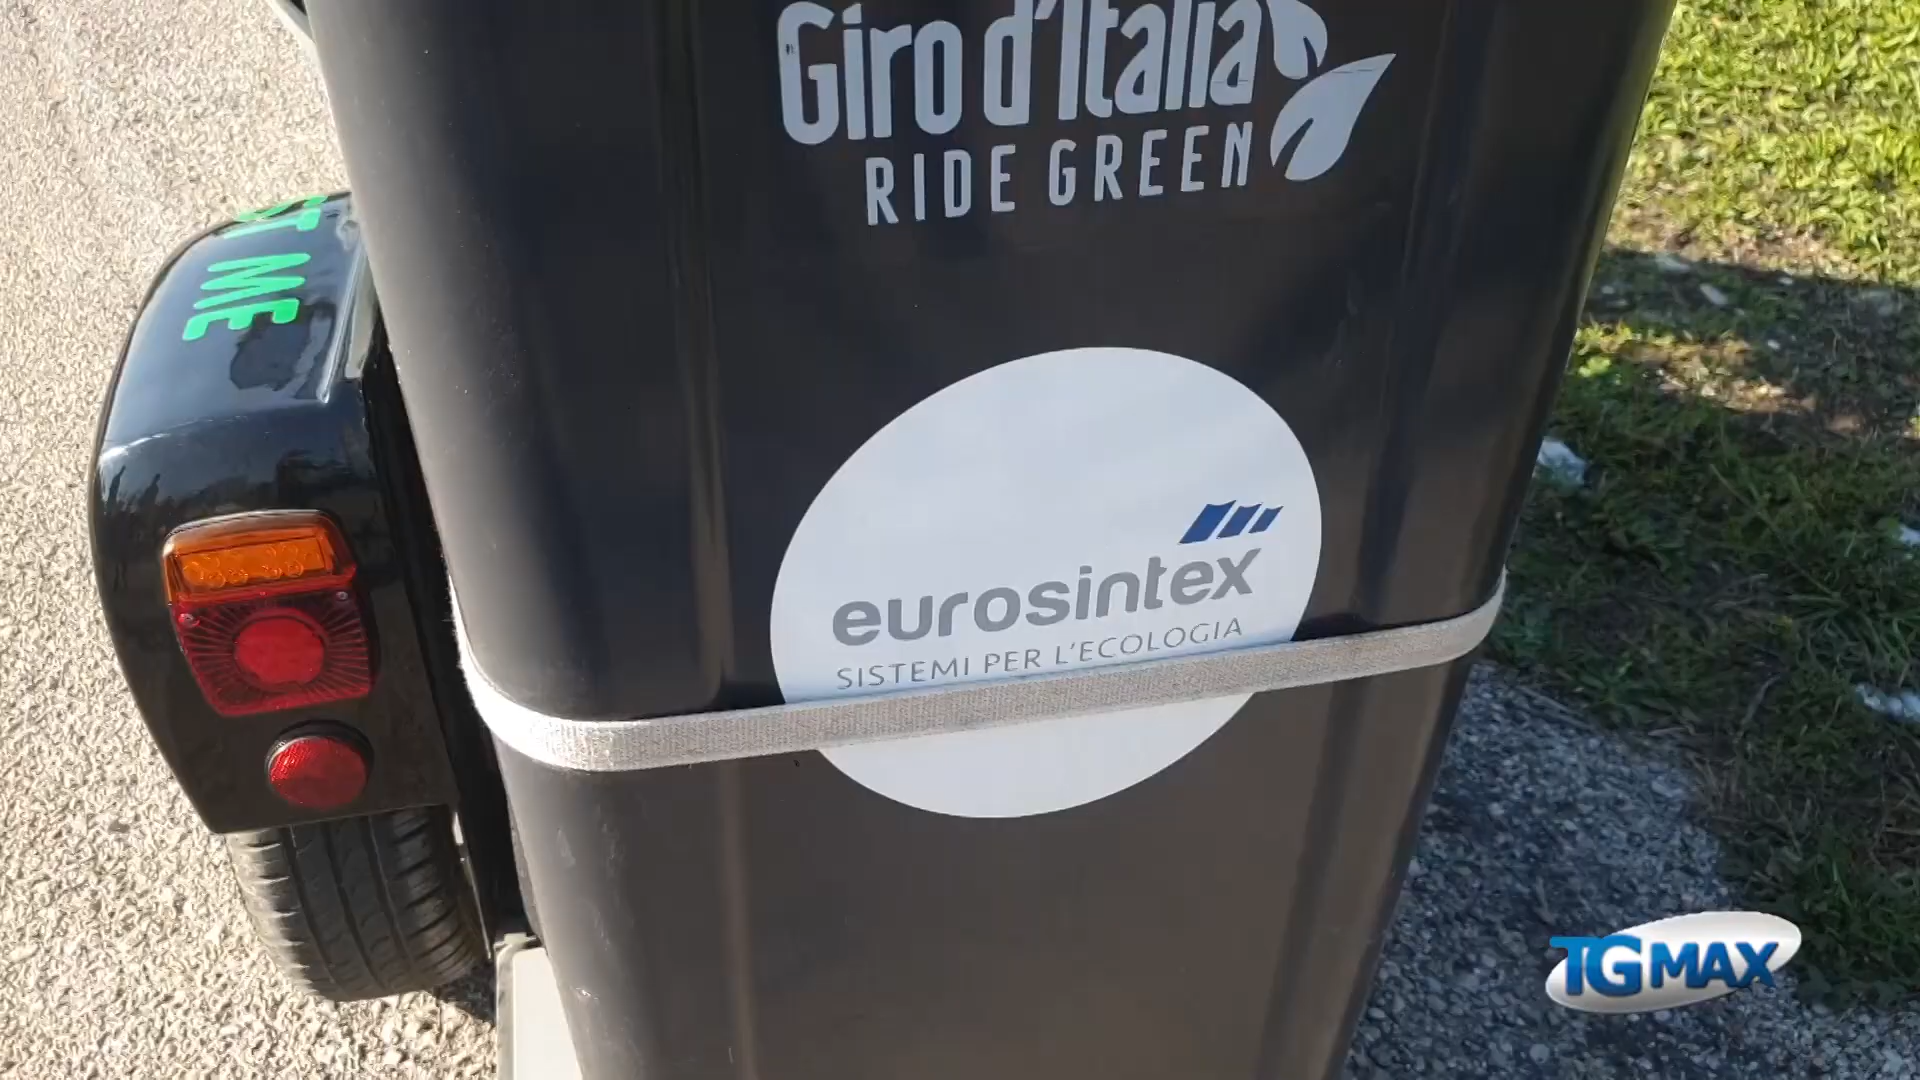 Giro d'Italia
RIDE GREEN
ME
eurosintex
SISTEMI PER L'ECOLOGIA
TGMAX